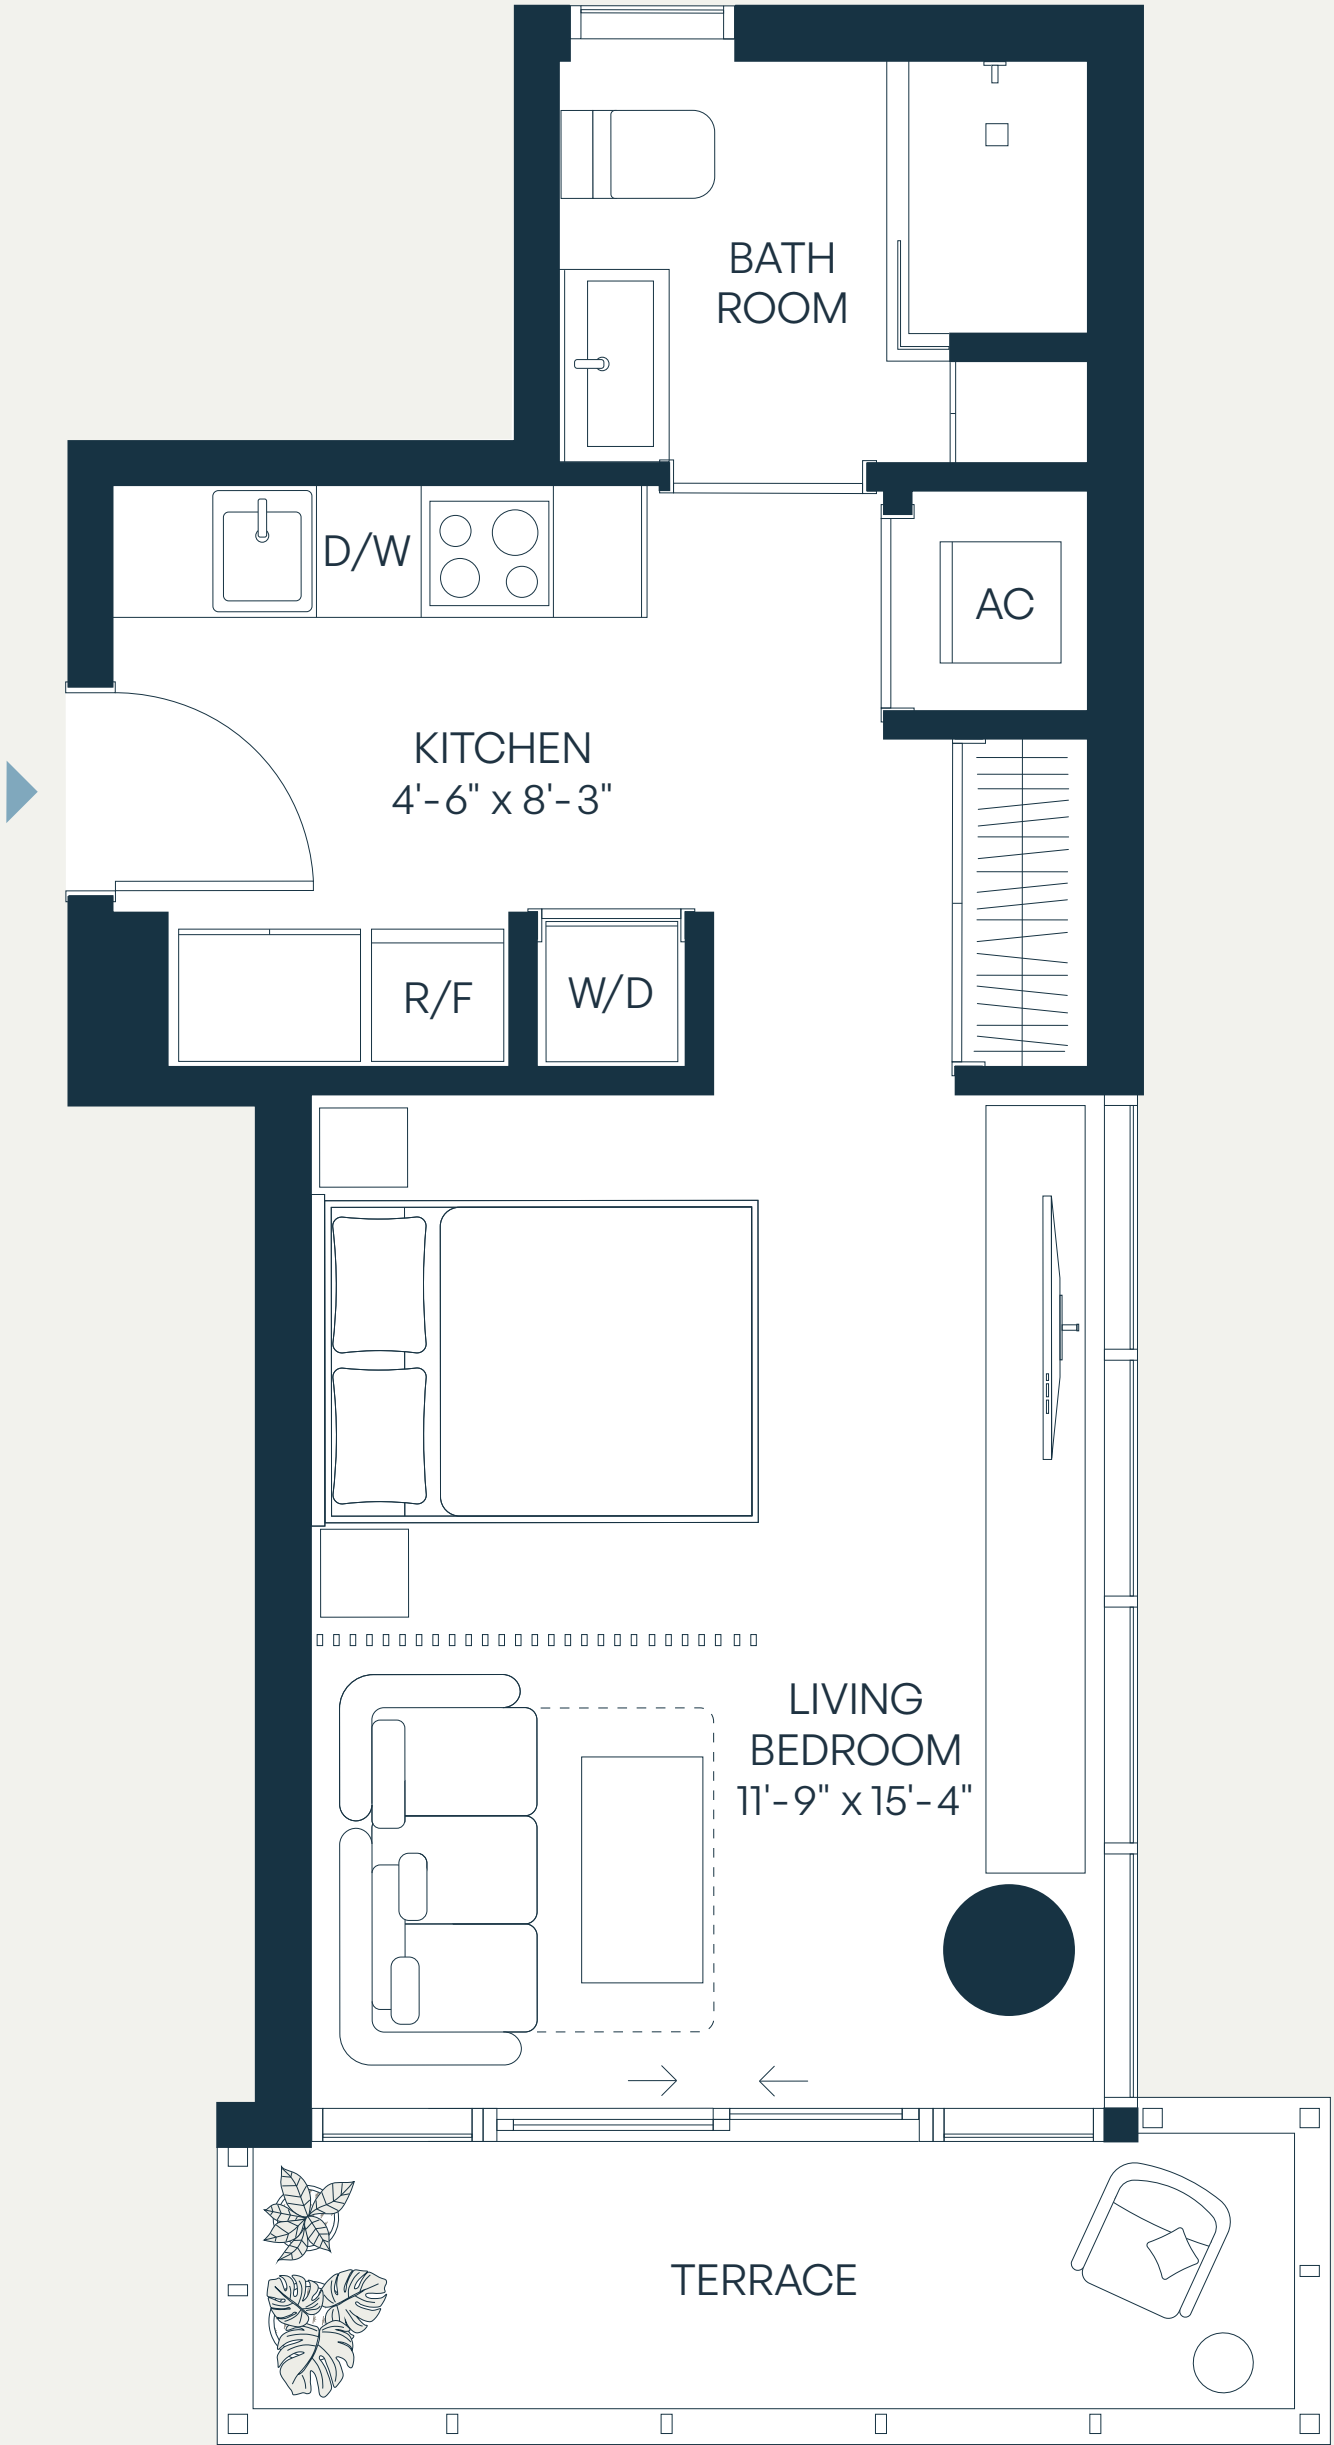 BATH
ROOM
D/W
AC
KITCHEN
4'-6" x 8'-3"
R/F
W/D
LIVING
BEDROOM
11'-9" x 15'-4"
TERRACE